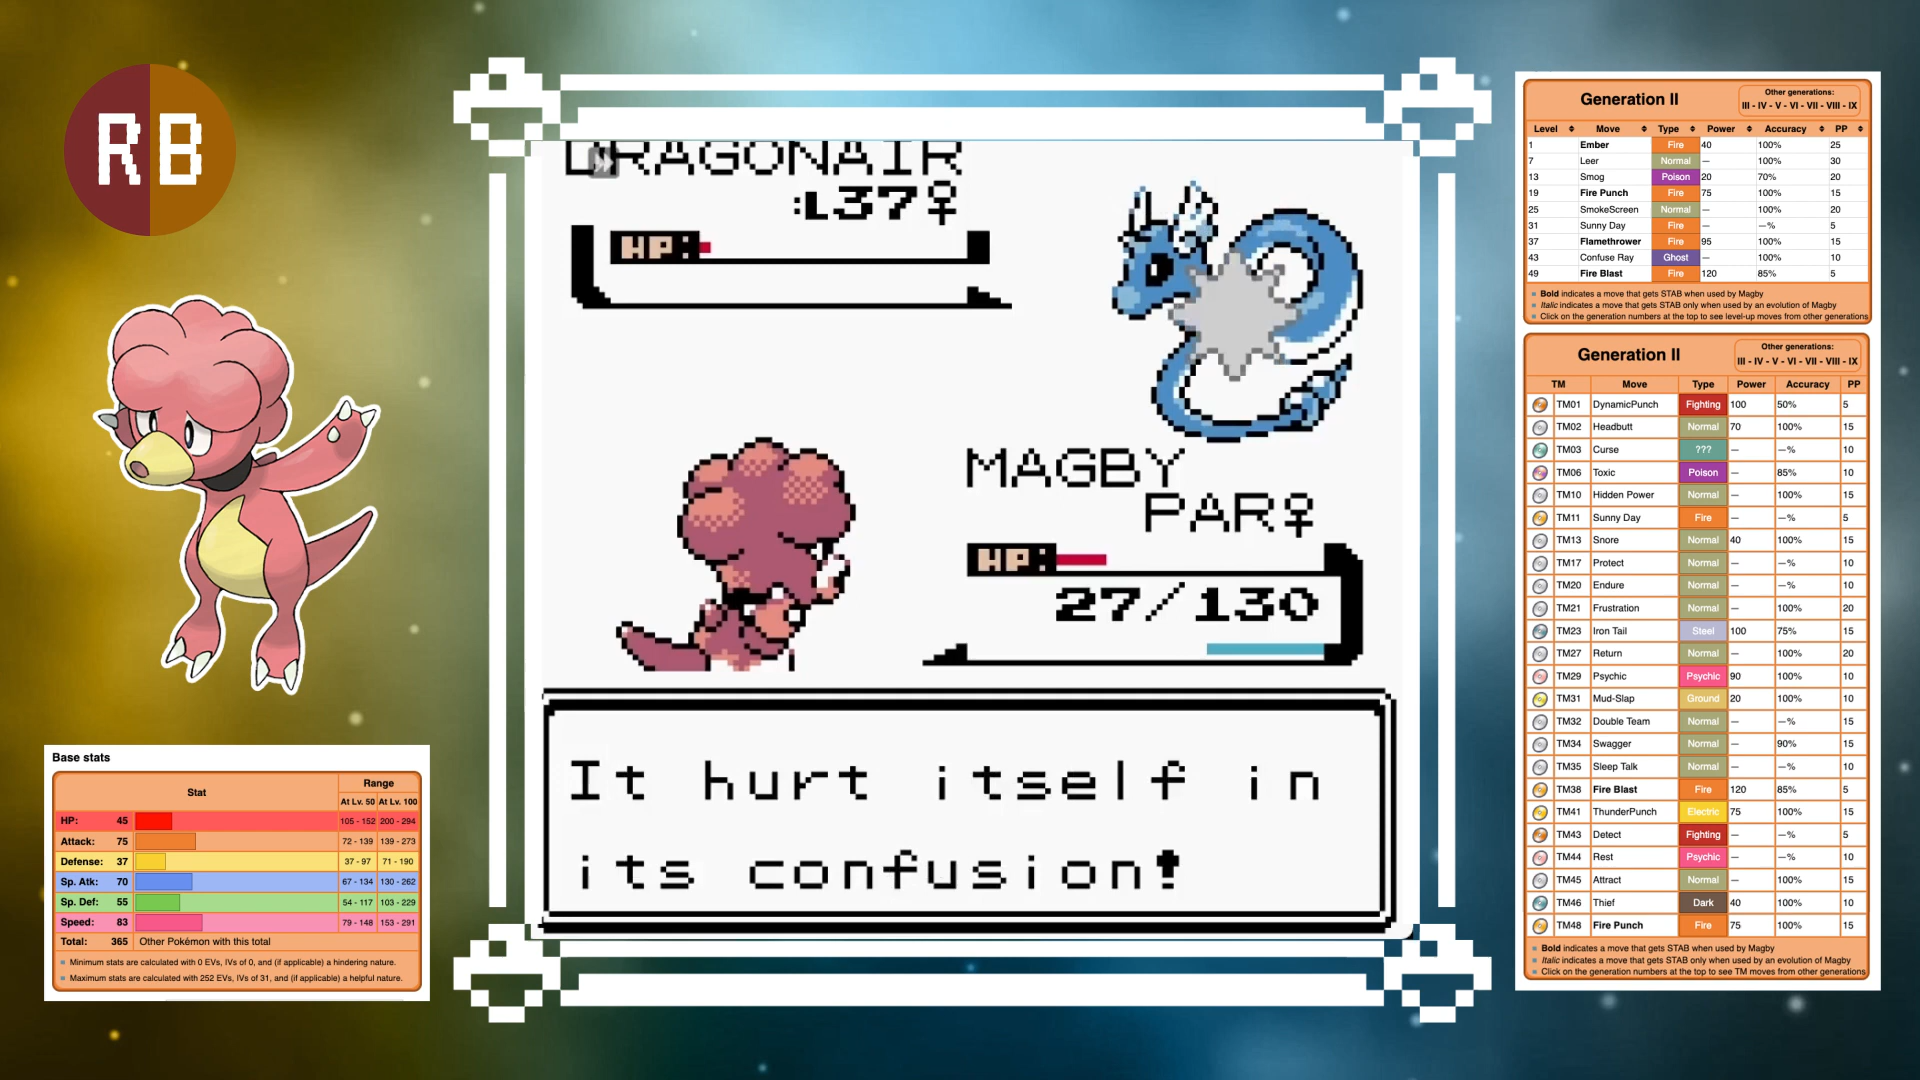 RB
DRAGONAIR
:L37♀
HP:
MAGBY
PAR♀
HP:
27/130
It hurt itself in
its confusion!
Base stats
Stat Range
At Lv. 50 At Lv. 100
HP: 45 105 - 152 200 - 294
Attack: 75 72 - 139 139 - 273
Defense: 37 37 - 97 71 - 190
Sp. Atk: 70 67 - 134 130 - 262
Sp. Def: 55 54 - 117 103 - 229
Speed: 83 79 - 148 153 - 291
Total: 365 Other Pokémon with this total
Minimum stats are calculated with 0 EVs, IVs of 0, and (if applicable) a hindering nature.
Maximum stats are calculated with 252 EVs, IVs of 31, and (if applicable) a helpful nature.
Generation II
Other generations:
III - IV - V - VI - VII - VIII - IX
Level Move Type Power Accuracy PP
1 Ember Fire 40 100% 25
7 Leer Normal — 100% 30
13 Smog Poison 20 70% 20
19 Fire Punch Fire 75 100% 15
25 SmokeScreen Normal — 100% 20
31 Sunny Day Fire — —% 5
37 Flamethrower Fire 95 100% 15
43 Confuse Ray Ghost — 100% 10
49 Fire Blast Fire 120 85% 5
Bold indicates a move that gets STAB when used by Magby
Italic indicates a move that gets STAB only when used by an evolution of Magby
Click on the generation numbers at the top to see level-up moves from other generations
Generation II
Other generations:
III - IV - V - VI - VII - VIII - IX
TM Move Type Power Accuracy PP
TM01 DynamicPunch Fighting 100 50% 5
TM02 Headbutt Normal 70 100% 15
TM03 Curse ??? — —% 10
TM06 Toxic Poison — 85% 10
TM10 Hidden Power Normal — 100% 15
TM11 Sunny Day Fire — —% 5
TM13 Snore Normal 40 100% 15
TM17 Protect Normal — —% 10
TM20 Endure Normal — —% 10
TM21 Frustration Normal — 100% 20
TM23 Iron Tail Steel 100 75% 15
TM27 Return Normal — 100% 20
TM29 Psychic Psychic 90 100% 10
TM31 Mud-Slap Ground 20 100% 10
TM32 Double Team Normal — —% 15
TM34 Swagger Normal — 90% 15
TM35 Sleep Talk Normal — —% 10
TM38 Fire Blast Fire 120 85% 5
TM41 ThunderPunch Electric 75 100% 15
TM43 Detect Fighting — —% 5
TM44 Rest Psychic — —% 10
TM45 Attract Normal — 100% 15
TM46 Thief Dark 40 100% 10
TM48 Fire Punch Fire 75 100% 15
Bold indicates a move that gets STAB when used by Magby
Italic indicates a move that gets STAB only when used by an evolution of Magby
Click on the generation numbers at the top to see TM moves from other generations